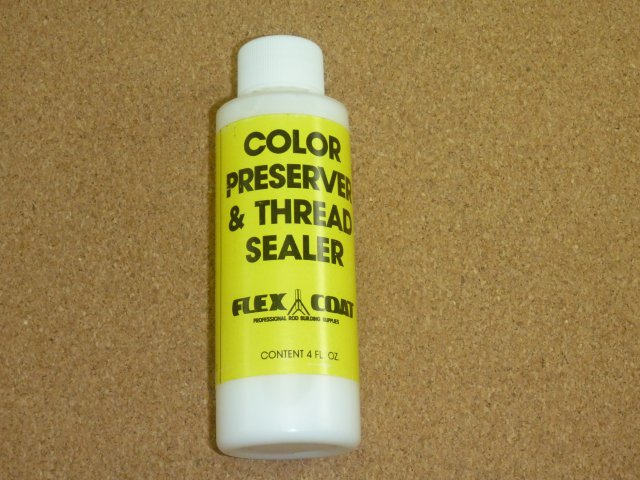 COLOR
PRESERVER
& THREAD
SEALER
FLEX COAT
PROFESSIONAL ROD BUILDING SUPPLIES
CONTENT 4 FL. OZ.